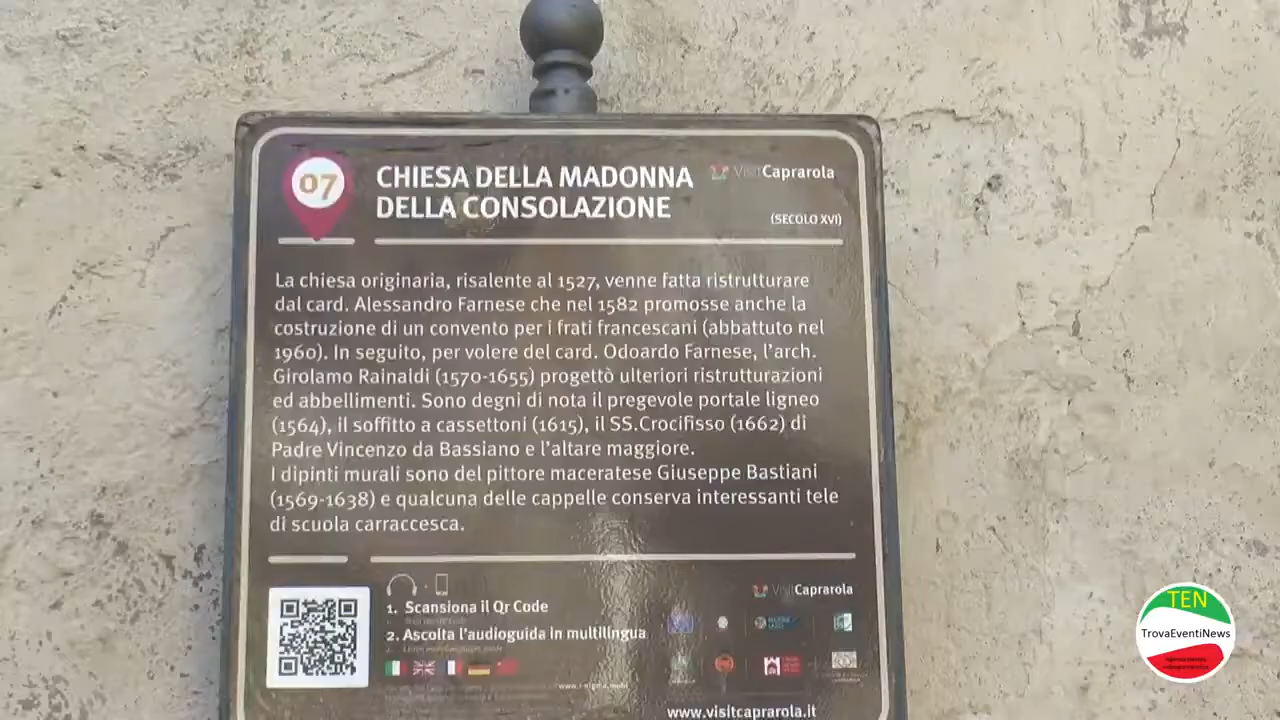 07
CHIESA DELLA MADONNA
DELLA CONSOLAZIONE
VisitCaprarola
(SECOLO XVI)
La chiesa originaria, risalente al 1527, venne fatta ristrutturare
dal card. Alessandro Farnese che nel 1582 promosse anche la
costruzione di un convento per i frati francescani (abbattuto nel
1960). In seguito, per volere del card. Odoardo Farnese, l'arch.
Girolamo Rainaldi (1570-1655) progettò ulteriori ristrutturazioni
ed abbellimenti. Sono degni di nota il pregevole portale ligneo
(1564), il soffitto a cassettoni (1615), il SS.Crocifisso (1662) di
Padre Vincenzo da Bassiano e l'altare maggiore.
I dipinti murali sono del pittore maceratese Giuseppe Bastiani
(1569-1638) e qualcuna delle cappelle conserva interessanti tele
di scuola carraccesca.
1. Scansiona il Qr Code
2. Ascolta l'audioguida in multilingua
VisitCaprarola
www.visitcaprarola.it
TEN
TrovaEventiNews